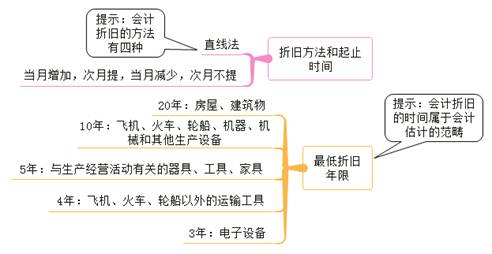 提示：会计
折旧的方法
有四种
直线法
当月增加，次月提，当月减少，次月不提
折旧方法和起止
时间
20年：房屋、建筑物
10年：飞机、火车、轮船、机器、机
械和其他生产设备
5年：与生产经营活动有关的器具、工具、家具
4年：飞机、火车、轮船以外的运输工具
3年：电子设备
最低折旧
年限
提示：会计折旧
的时间属于会计
估计的范畴